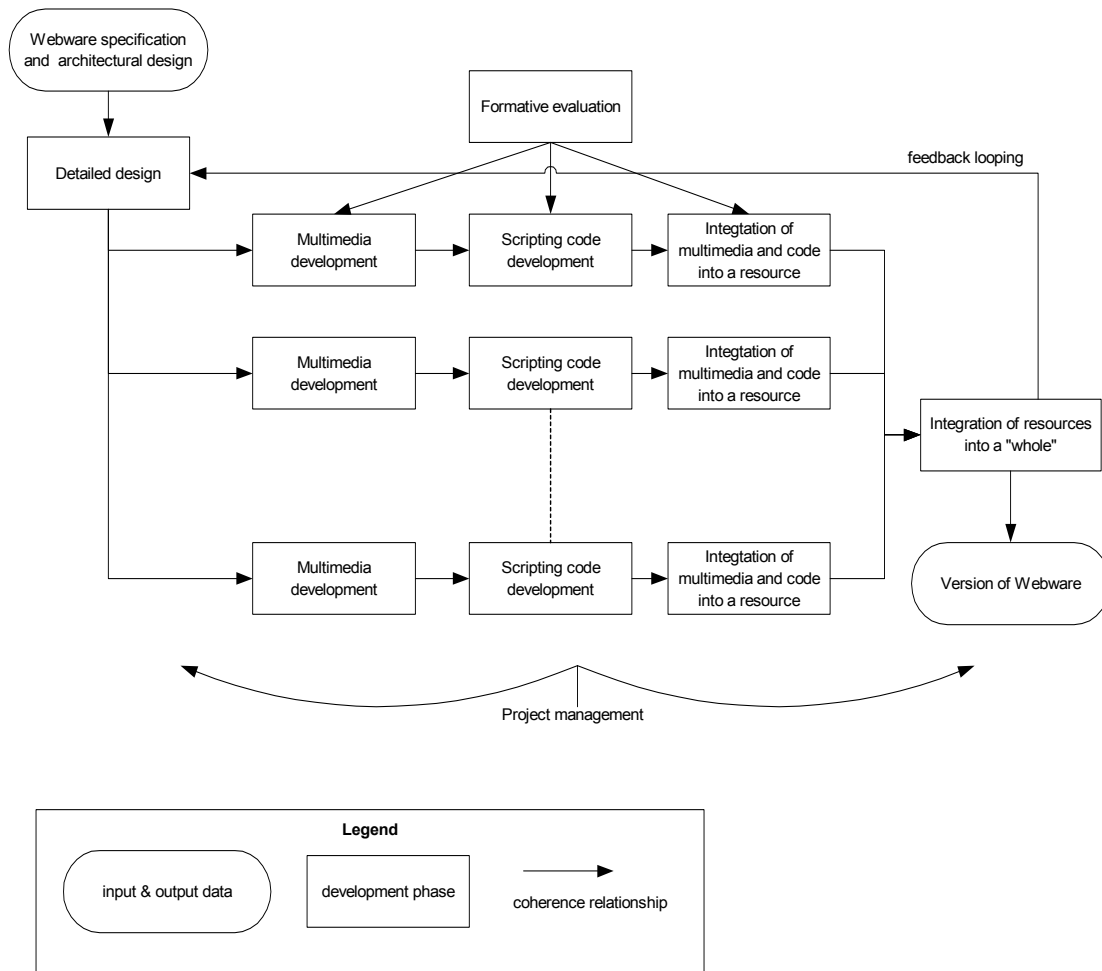 Webware specification
and architectural design
Formative evaluation
feedback looping
Detailed design
Multimedia
development
Scripting code
development
Integtation of
multimedia and code
into a resource
Multimedia
development
Scripting code
development
Integtation of
multimedia and code
into a resource
Integration of resources
into a "whole"
Multimedia
development
Scripting code
development
Integtation of
multimedia and code
into a resource
Version of Webware
Project management
Legend
input & output data
development phase
coherence relationship